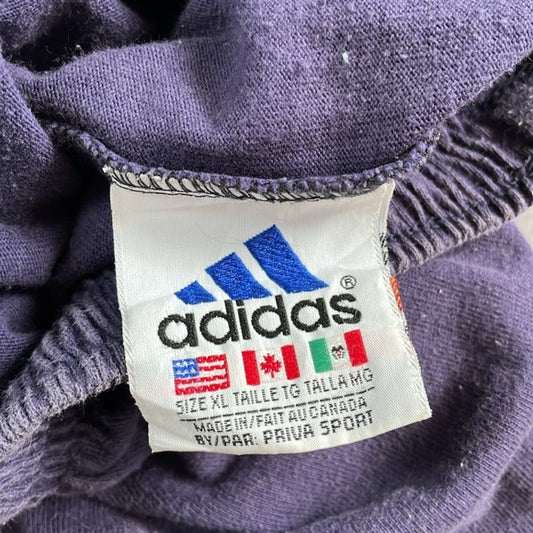 adidas®
SIZE XL TAILLE TG TALLA MG
MADE IN/FAIT AU CANADA
BY/PAR: PRIVA SPORT